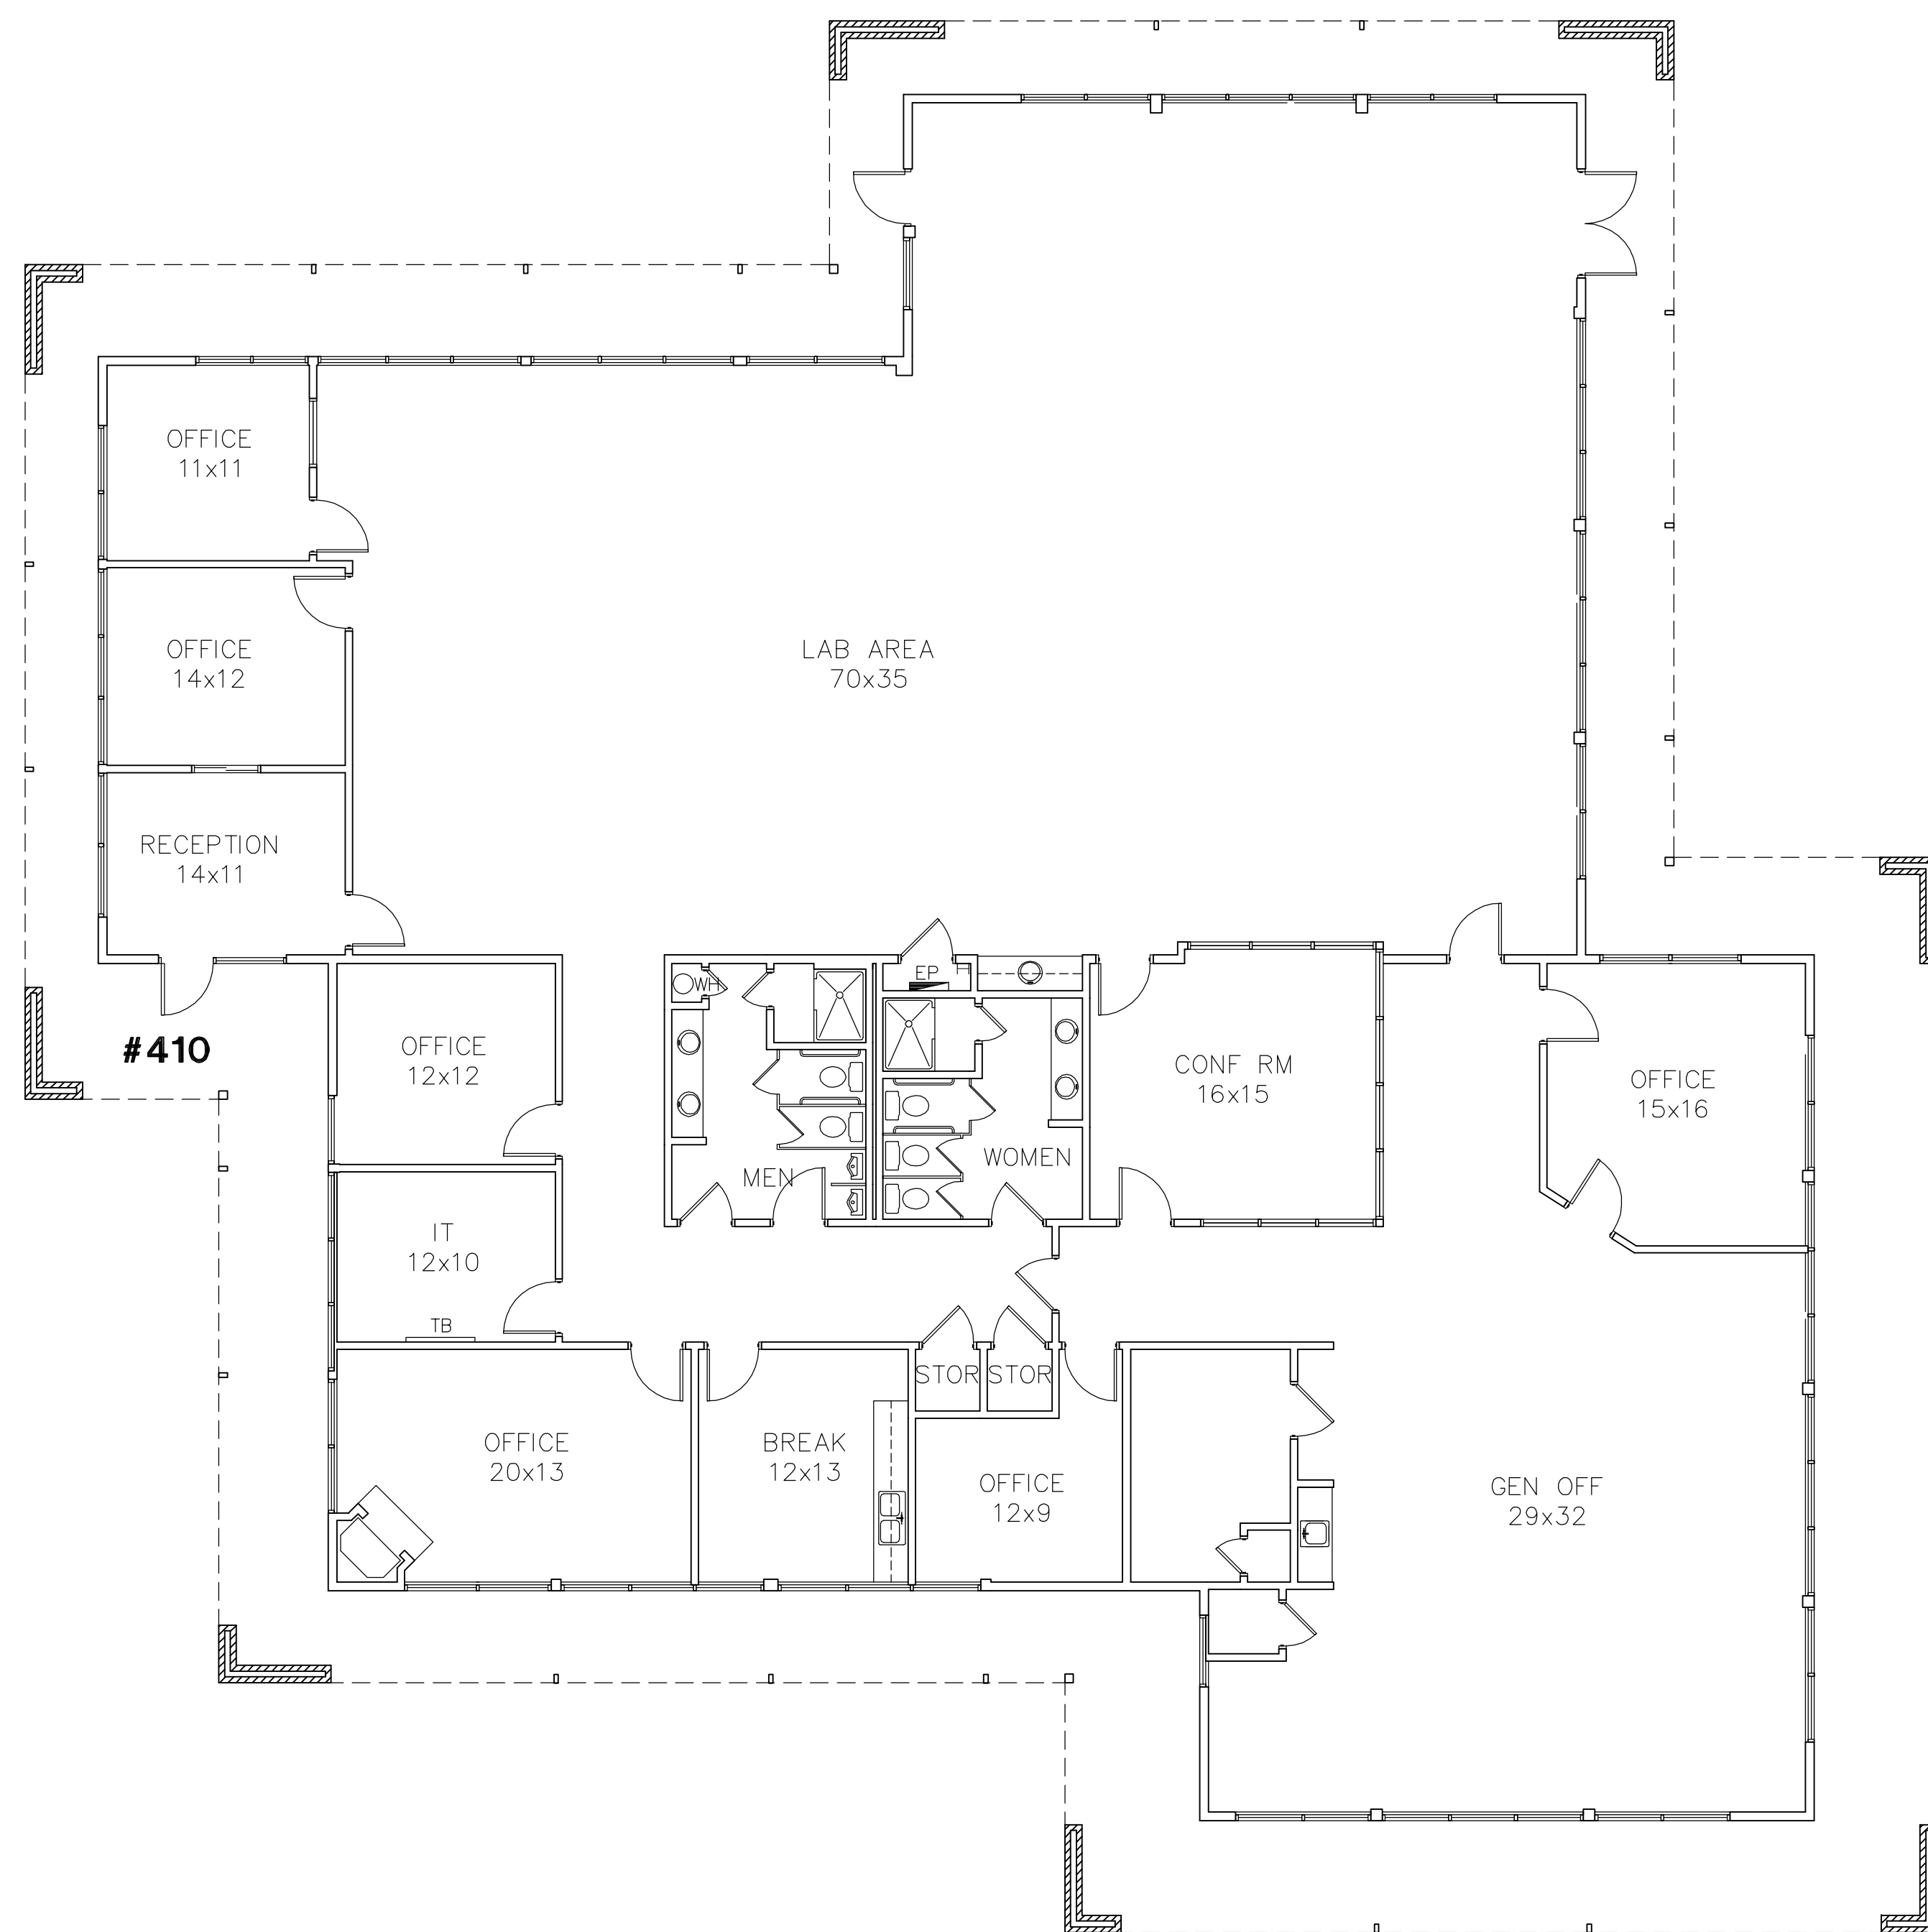 OFFICE
11x11
OFFICE
14x12
LAB AREA
70x35
RECEPTION
14x11
#410
OFFICE
12x12
WH
EP
H
CONF RM
16x15
OFFICE
15x16
MEN
WOMEN
IT
12x10
TB
STOR
STOR
OFFICE
20x13
BREAK
12x13
OFFICE
12x9
GEN OFF
29x32